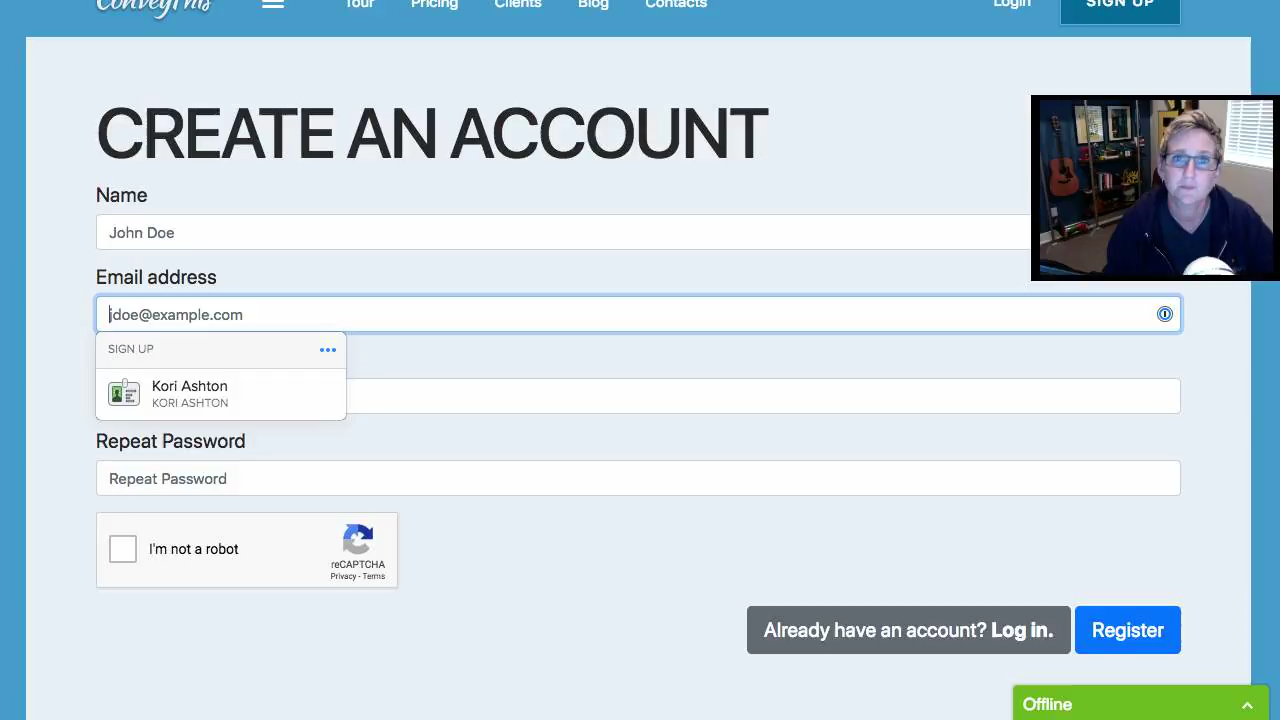 ConveyThis
Tour
Pricing
Clients
Blog
Contacts
Login
SIGN UP
CREATE AN ACCOUNT
Name
John Doe
Email address
jdoe@example.com
SIGN UP
Kori Ashton
KORI ASHTON
Repeat Password
Repeat Password
I'm not a robot
reCAPTCHA
Privacy - Terms
Already have an account? Log in.
Register
Offline